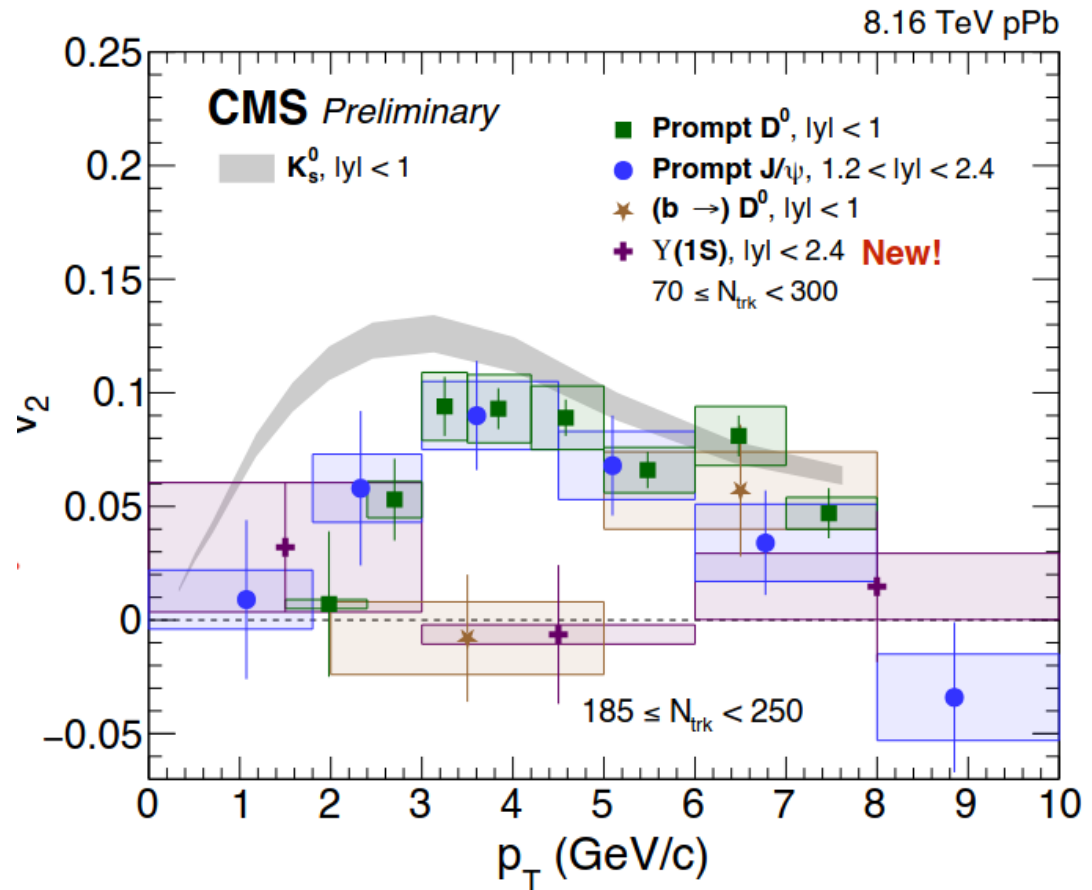 8.16 TeV pPb
CMS Preliminary
K⁰ₛ, |y| < 1
Prompt D⁰, |y| < 1
Prompt J/ψ, 1.2 < |y| < 2.4
(b →) D⁰, |y| < 1
Υ(1S), |y| < 2.4 New!
70 ≤ Nₜᵣₖ < 300
185 ≤ Nₜᵣₖ < 250
v₂
0.25
0.2
0.15
0.1
0.05
0
−0.05
0 1 2 3 4 5 6 7 8 9 10
p_T (GeV/c)